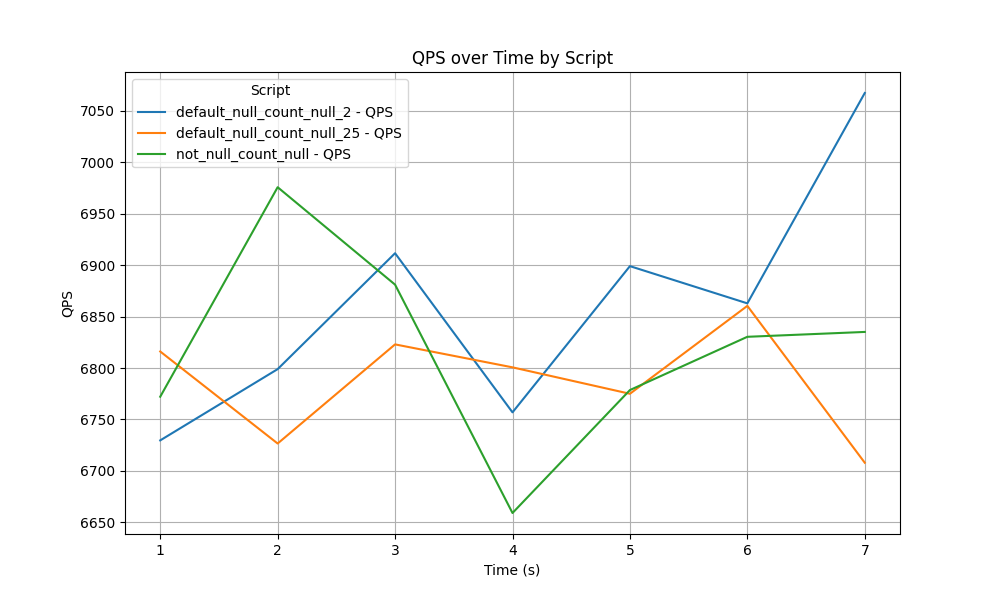 QPS over Time by Script
Script
default_null_count_null_2 - QPS
default_null_count_null_25 - QPS
not_null_count_null - QPS
7050
7000
6950
6900
6850
6800
6750
6700
6650
QPS
1 2 3 4 5 6 7
Time (s)